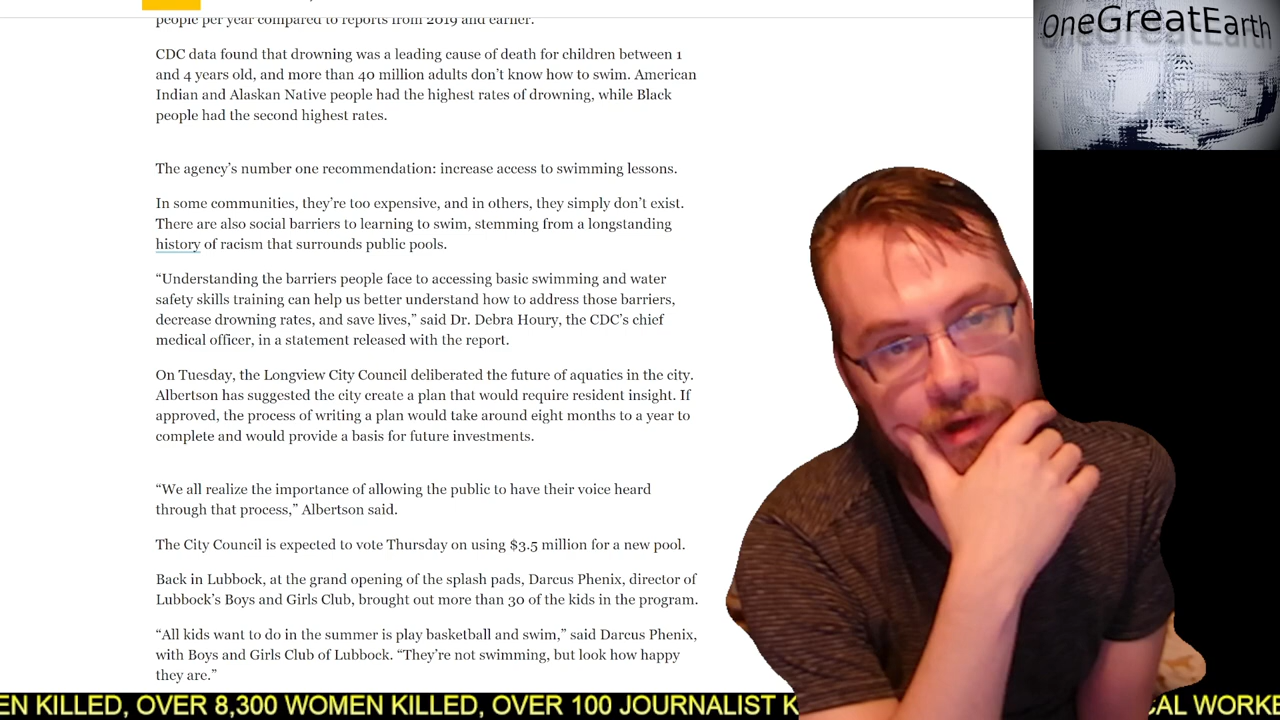 people per year compared to reports from 2019 and earlier.
CDC data found that drowning was a leading cause of death for children between 1
and 4 years old, and more than 40 million adults don’t know how to swim. American
Indian and Alaskan Native people had the highest rates of drowning, while Black
people had the second highest rates.
The agency’s number one recommendation: increase access to swimming lessons.
In some communities, they’re too expensive, and in others, they simply don’t exist.
There are also social barriers to learning to swim, stemming from a longstanding
history of racism that surrounds public pools.
“Understanding the barriers people face to accessing basic swimming and water
safety skills training can help us better understand how to address those barriers,
decrease drowning rates, and save lives,” said Dr. Debra Houry, the CDC’s chief
medical officer, in a statement released with the report.
On Tuesday, the Longview City Council deliberated the future of aquatics in the city.
Albertson has suggested the city create a plan that would require resident insight. If
approved, the process of writing a plan would take around eight months to a year to
complete and would provide a basis for future investments.
“We all realize the importance of allowing the public to have their voice heard
through that process,” Albertson said.
The City Council is expected to vote Thursday on using $3.5 million for a new pool.
Back in Lubbock, at the grand opening of the splash pads, Darcus Phenix, director of
Lubbock’s Boys and Girls Club, brought out more than 30 of the kids in the program.
“All kids want to do in the summer is play basketball and swim,” said Darcus Phenix,
with Boys and Girls Club of Lubbock. “They’re not swimming, but look how happy
they are.”
OneGreatEarth
EN KILLED, OVER 8,300 WOMEN KILLED, OVER 100 JOURNALIST K CAL WORKE